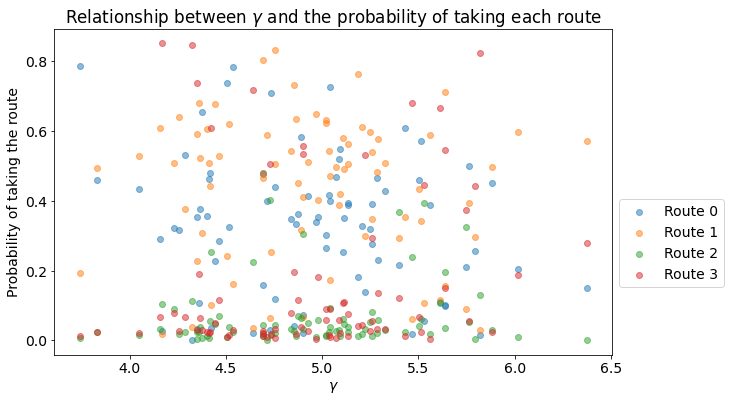 Relationship between γ and the probability of taking each route
Probability of taking the route
0.8
0.6
0.4
0.2
0.0
4.0 4.5 5.0 5.5 6.0 6.5
γ
Route 0
Route 1
Route 2
Route 3